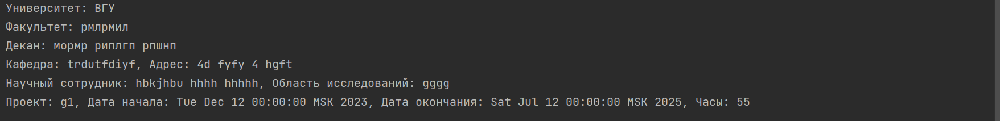 Университет: ВГУ
Факультет: рмлрмил
Декан: мормр риплгп рпшнп
Кафедра: trdutfdiyf, Адрес: 4d fyfy 4 hgft
Научный сотрудник: hbkjhbu hhhh hhhhh, Область исследований: gggg
Проект: g1, Дата начала: Tue Dec 12 00:00:00 MSK 2023, Дата окончания: Sat Jul 12 00:00:00 MSK 2025, Часы: 55